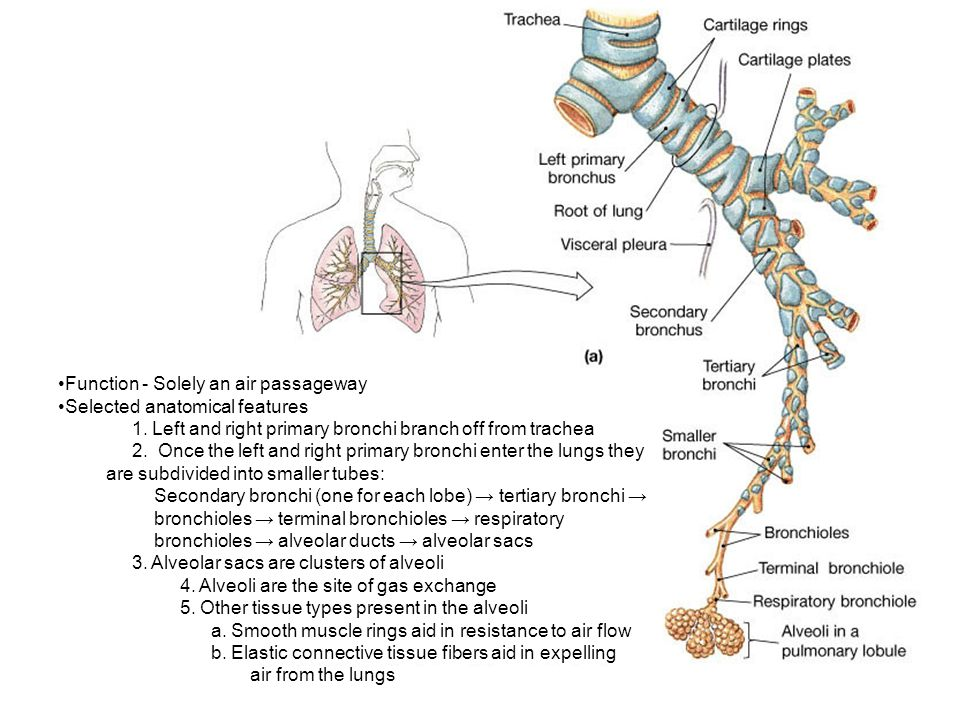 Trachea
Cartilage rings
Cartilage plates
Left primary
bronchus
Root of lung
Visceral pleura
Secondary
bronchus
(a)
Tertiary
bronchi
Smaller
bronchi
Bronchioles
Terminal bronchiole
Respiratory bronchiole
Alveoli in a
pulmonary lobule
•Function - Solely an air passageway
•Selected anatomical features
1. Left and right primary bronchi branch off from trachea
2. Once the left and right primary bronchi enter the lungs they
are subdivided into smaller tubes:
Secondary bronchi (one for each lobe) → tertiary bronchi →
bronchioles → terminal bronchioles → respiratory
bronchioles → alveolar ducts → alveolar sacs
3. Alveolar sacs are clusters of alveoli
4. Alveoli are the site of gas exchange
5. Other tissue types present in the alveoli
a. Smooth muscle rings aid in resistance to air flow
b. Elastic connective tissue fibers aid in expelling
air from the lungs